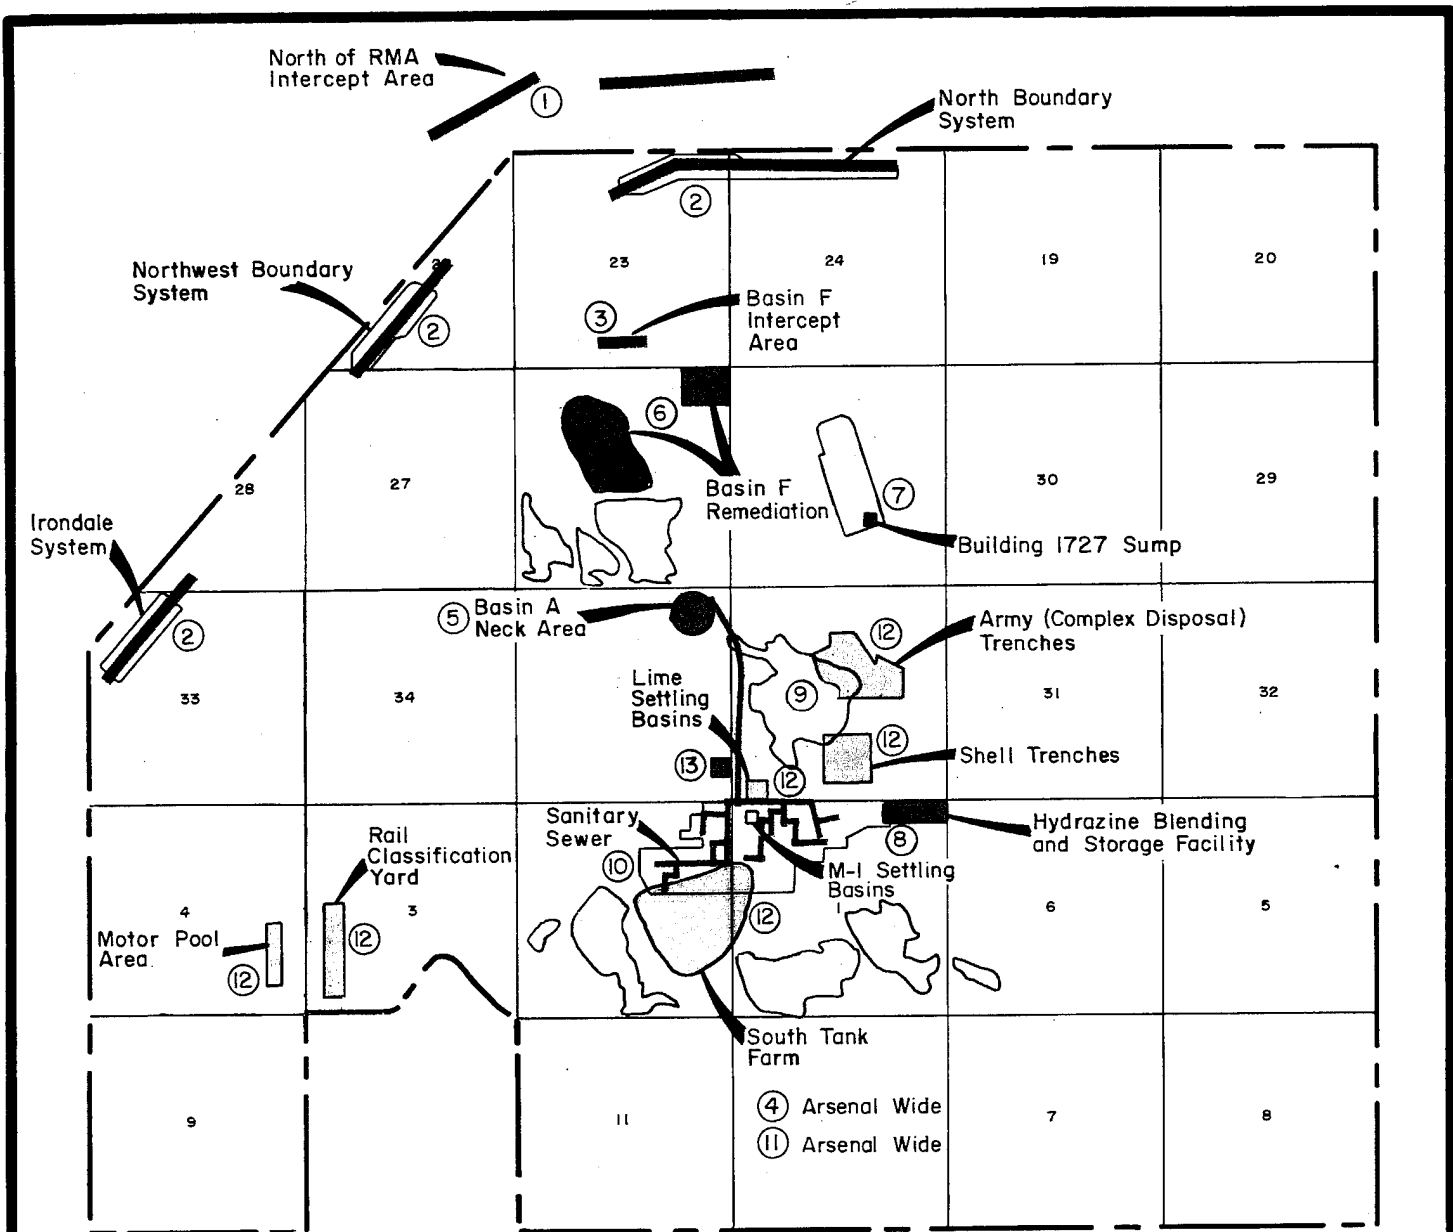 North of RMA
Intercept Area
①
North Boundary
System
②
Northwest Boundary
System
②
23
24
19
20
③
Basin F
Intercept
Area
⑥
Basin F
Remediation
⑦
Building 1727 Sump
28
27
30
29
Irondale
System
②
⑤ Basin A
Neck Area
Army (Complex Disposal)
Trenches
⑫
Lime
Settling
Basins
⑨
33
34
31
32
⑫
Shell Trenches
⑬
⑫
Sanitary
Sewer
Hydrazine Blending
and Storage Facility
⑧
Rail
Classification
Yard
⑩
M-1 Settling
Basins
4
3
1
6
5
⑫
⑫
Motor Pool
Area.
⑫
South Tank
Farm
④ Arsenal Wide
⑪ Arsenal Wide
9
11
7
8